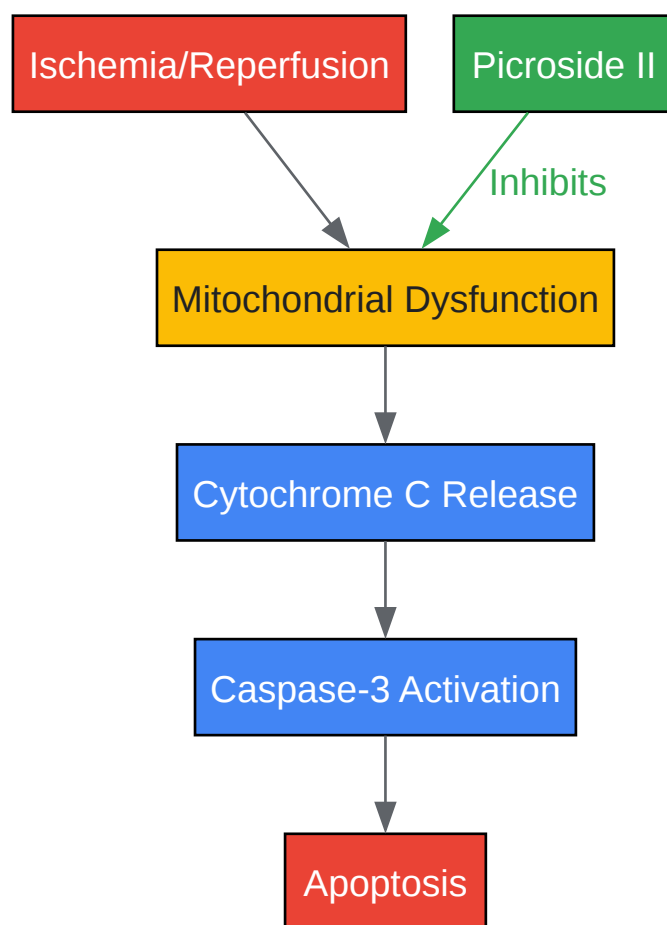 Ischemia/Reperfusion
Picroside II
Inhibits
Mitochondrial Dysfunction
Cytochrome C Release
Caspase-3 Activation
Apoptosis